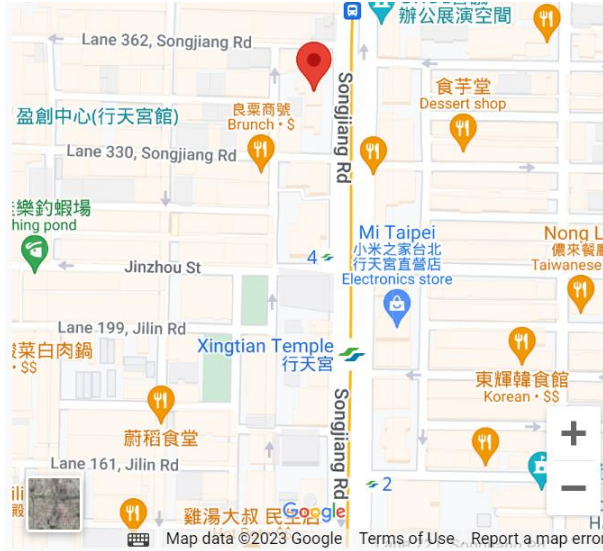 辦公展演空間
Lane 362, Songjiang Rd
Songjiang Rd
食芋堂
Dessert shop
良粟商號
Brunch • $
盈創中心(行天宮館)
Lane 330, Songjiang Rd
樂釣蝦場
hing pond
Mi Taipei
小米之家台北
行天宮直營店
Electronics store
Nong L
儂來餐廳
Taiwanese
4
Jinzhou St
Lane 199, Jilin Rd
Xingtian Temple
行天宮
菜白肉鍋
• $$
東輝韓食館
Korean • $$
Songjiang Rd
蔚稻食堂
+
Lane 161, Jilin Rd
2
−
雞湯大叔 民生店
Google
Map data ©2023 Google
Terms of Use
Report a map error